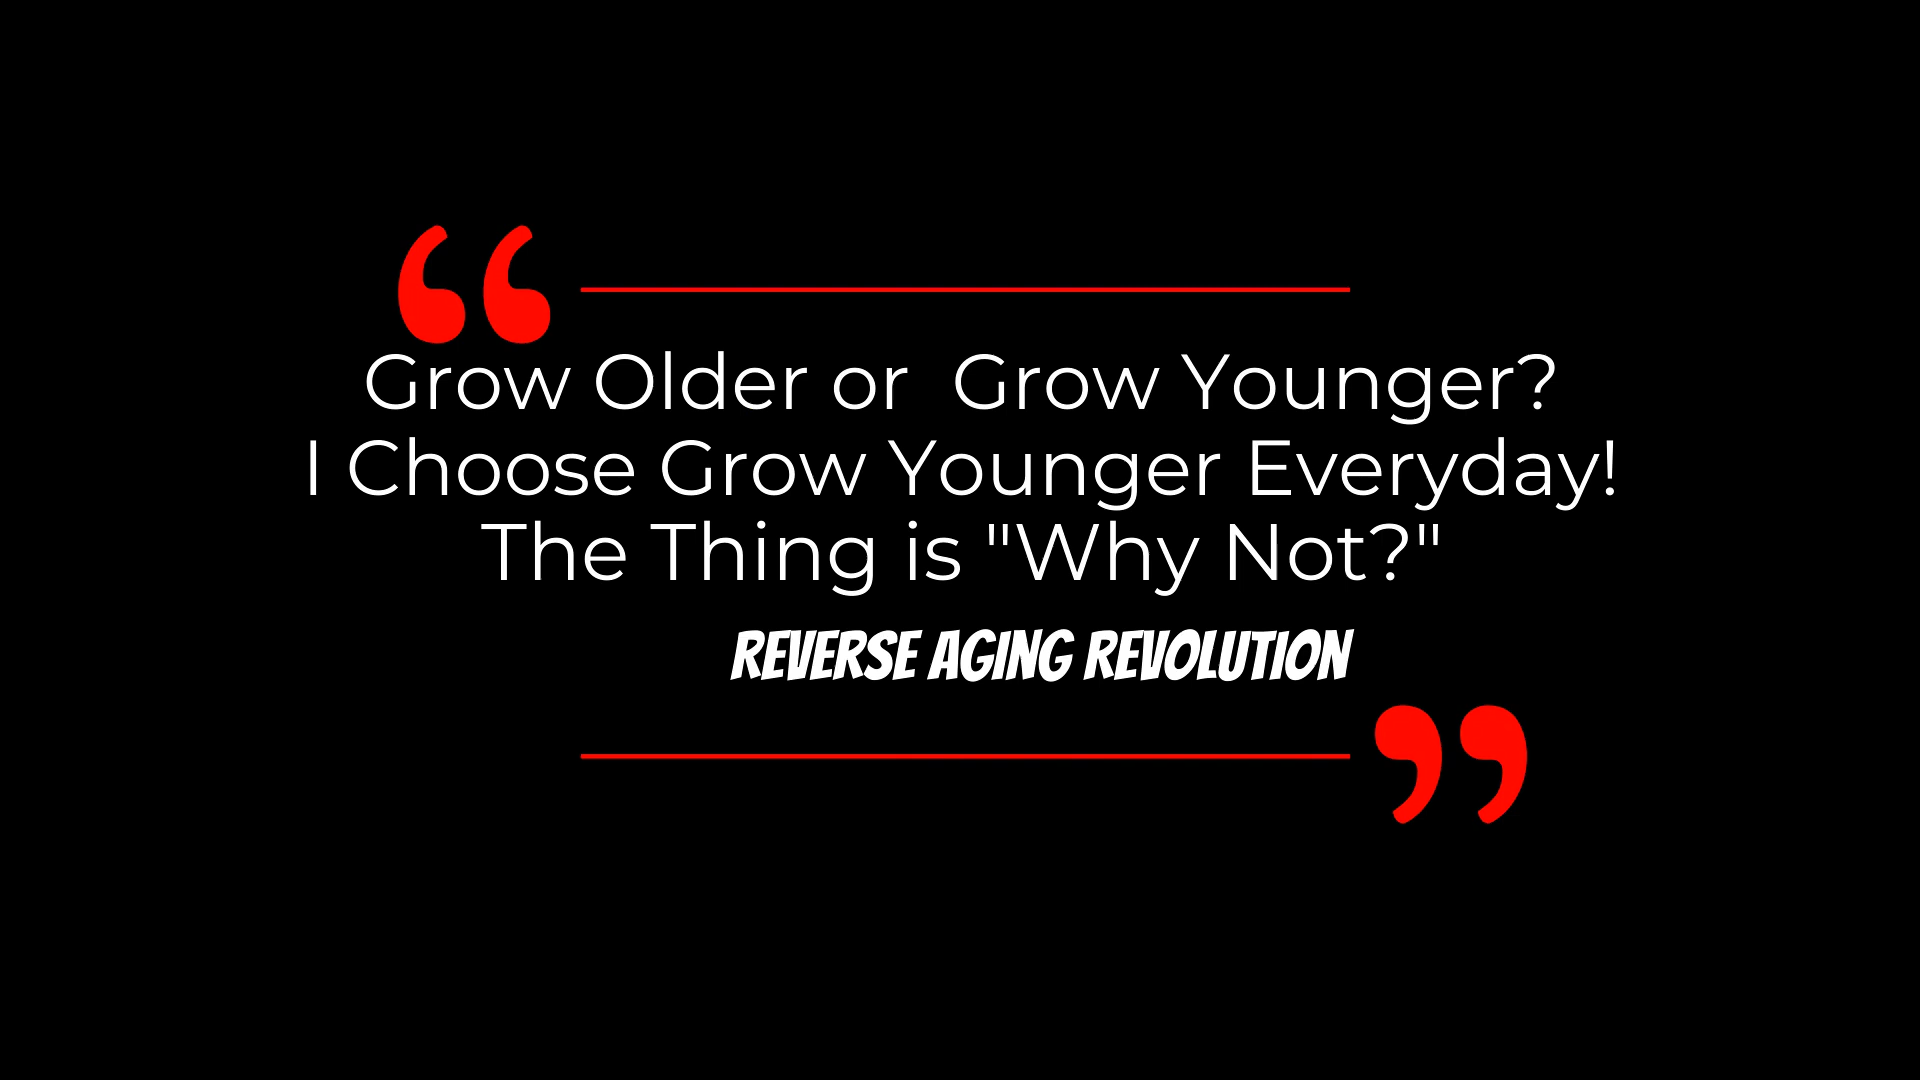 “
Grow Older or  Grow Younger?
I Choose Grow Younger Everyday!
The Thing is "Why Not?"
REVERSE AGING REVOLUTION
”